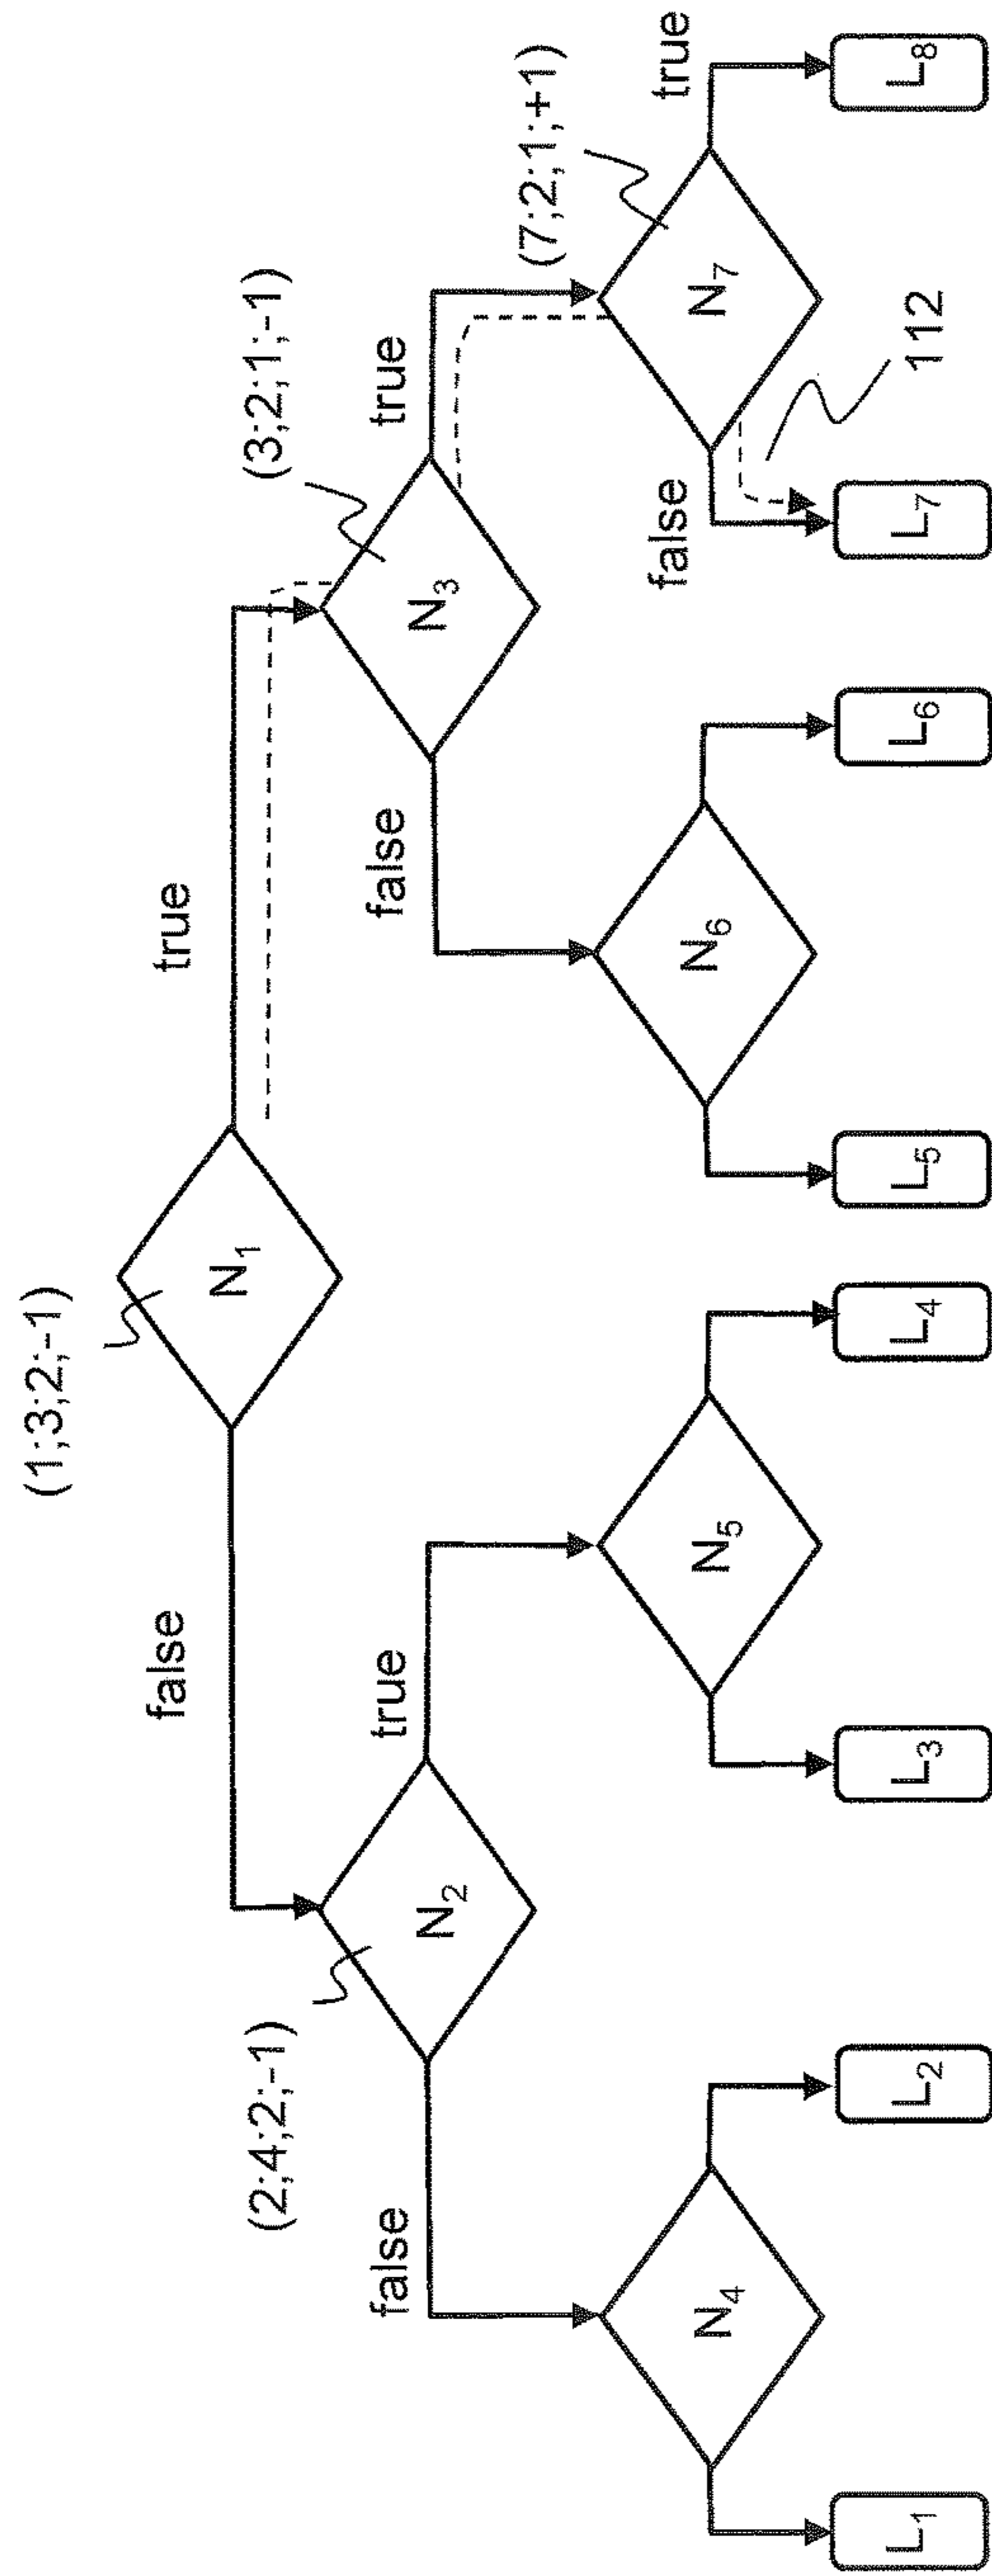 (1;3;2;-1)
N1
false
true
(2;4;2;-1)
N2
(3;2;1;-1)
N3
false
true
false
true
(7;2;1;+1)
N4
N5
N6
N7
false
true
112
L1
L2
L3
L4
L5
L6
L7
L8